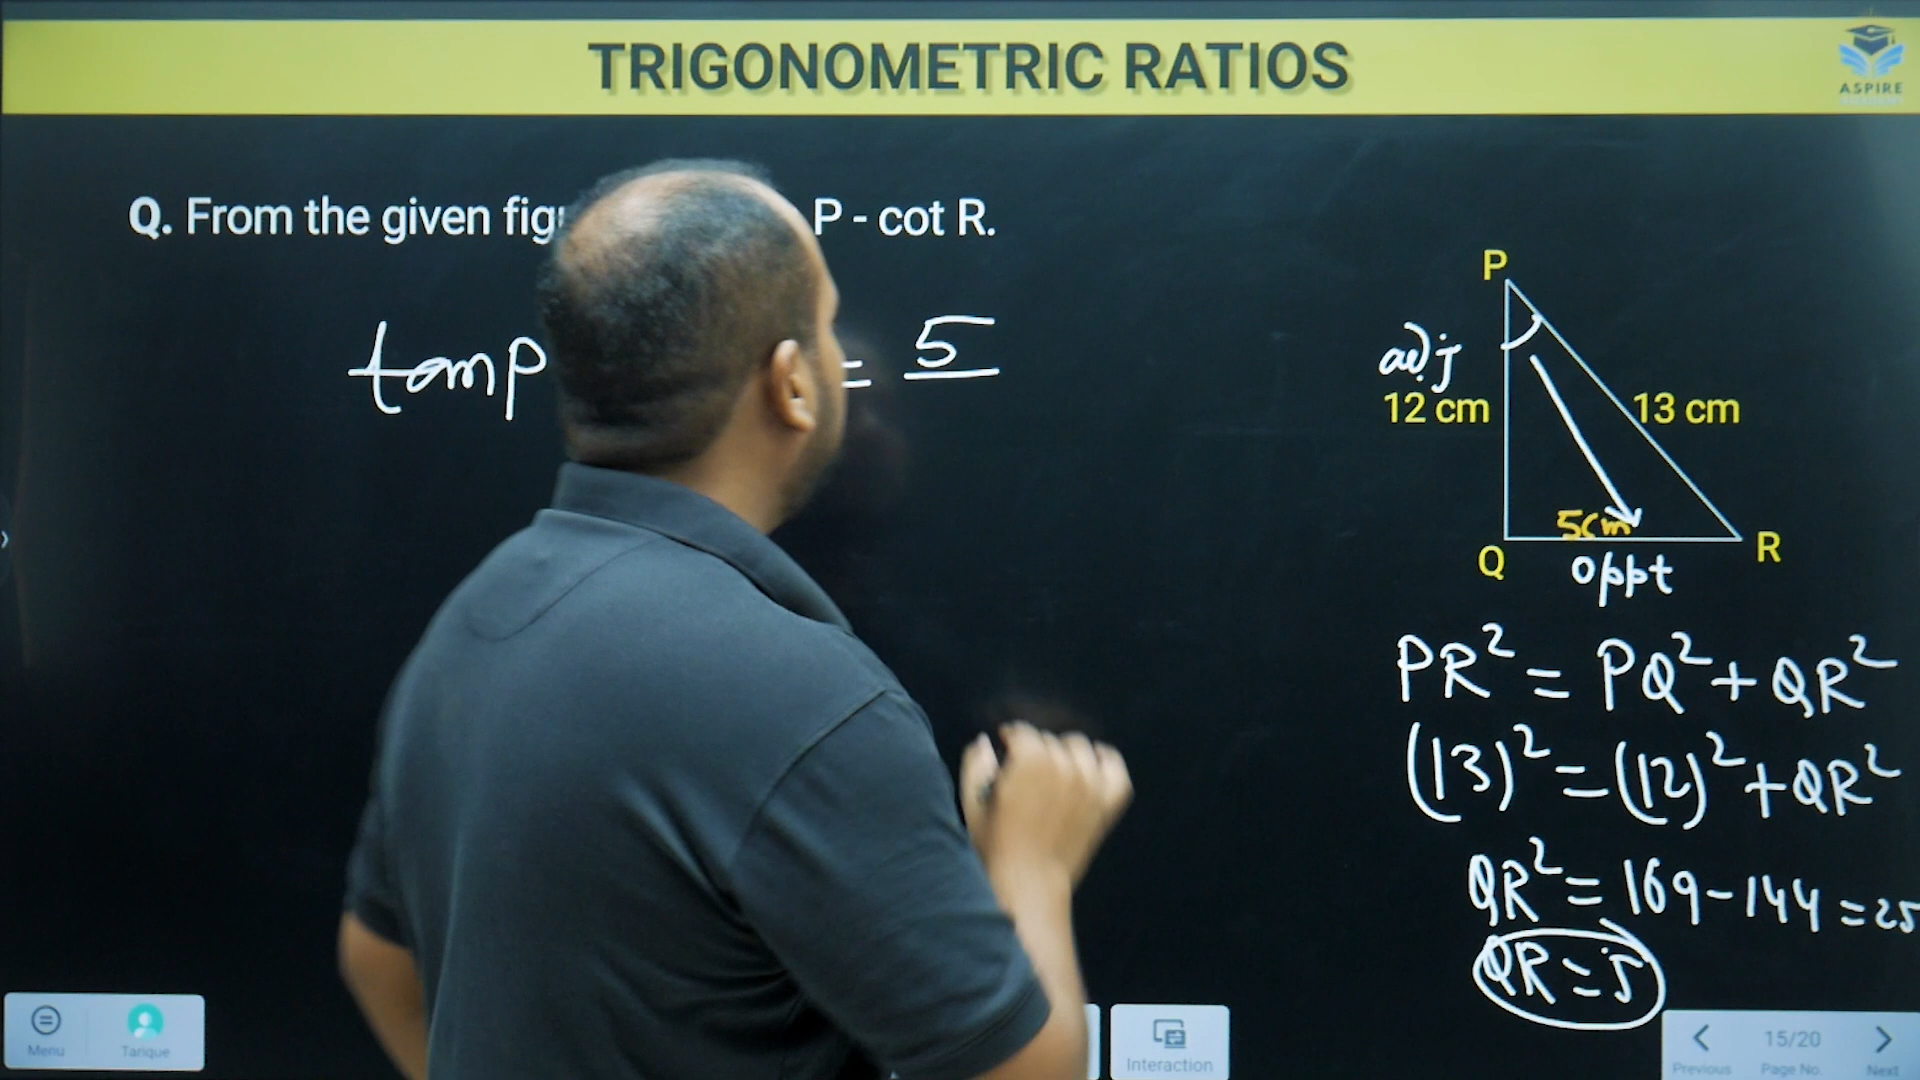 TRIGONOMETRIC RATIOS
ASPIRE
Q. From the given P - cot R.
tanP = 5
P
adj
12 cm
13 cm
5cm
Q
R
oppt
PR² = PQ² + QR²
(13)² = (12)² + QR²
QR² = 169 - 144 = 25
QR = 5
Menu
Tarique
Interaction
Previous
15/20
Page No.
Next